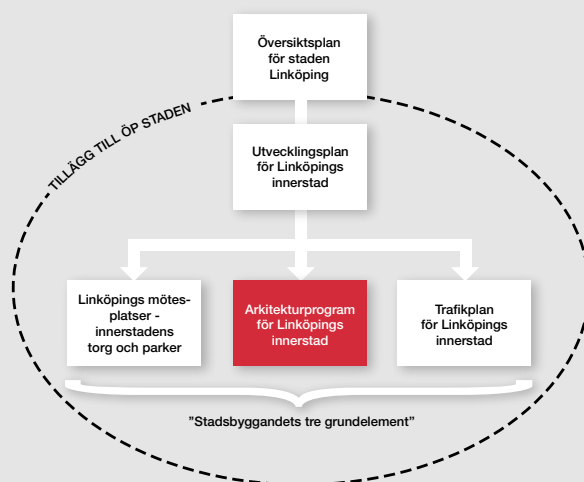 Översiktsplan
för staden
Linköping
TILLÄGG TILL ÖP STADEN
Utvecklingsplan
för Linköpings
innerstad
Linköpings mötes-
platser -
innerstadens
torg och parker
Arkitekturprogram
för Linköpings
innerstad
Trafikplan
för Linköpings
innerstad
”Stadsbyggandets tre grundelement”